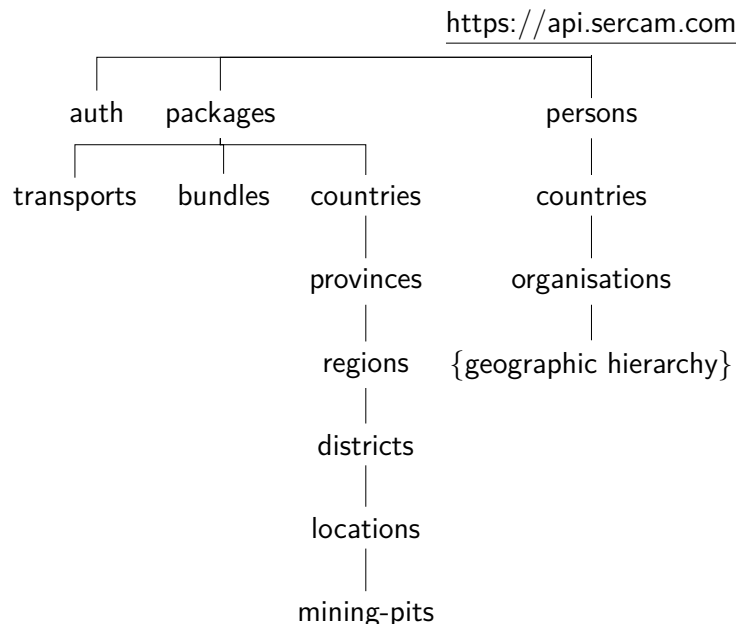 https://api.sercam.com
auth packages persons
transports bundles countries countries
provinces organisations
regions {geographic hierarchy}
districts
locations
mining-pits